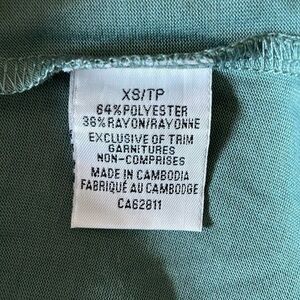 XS/TP
64%POLYESTER
36%RAYON/RAYONNE
EXCLUSIVE OF TRIM
GARNITURES
NON-COMPRISES
MADE IN CAMBODIA
FABRIQUÉ AU CAMBODGE
CA62811